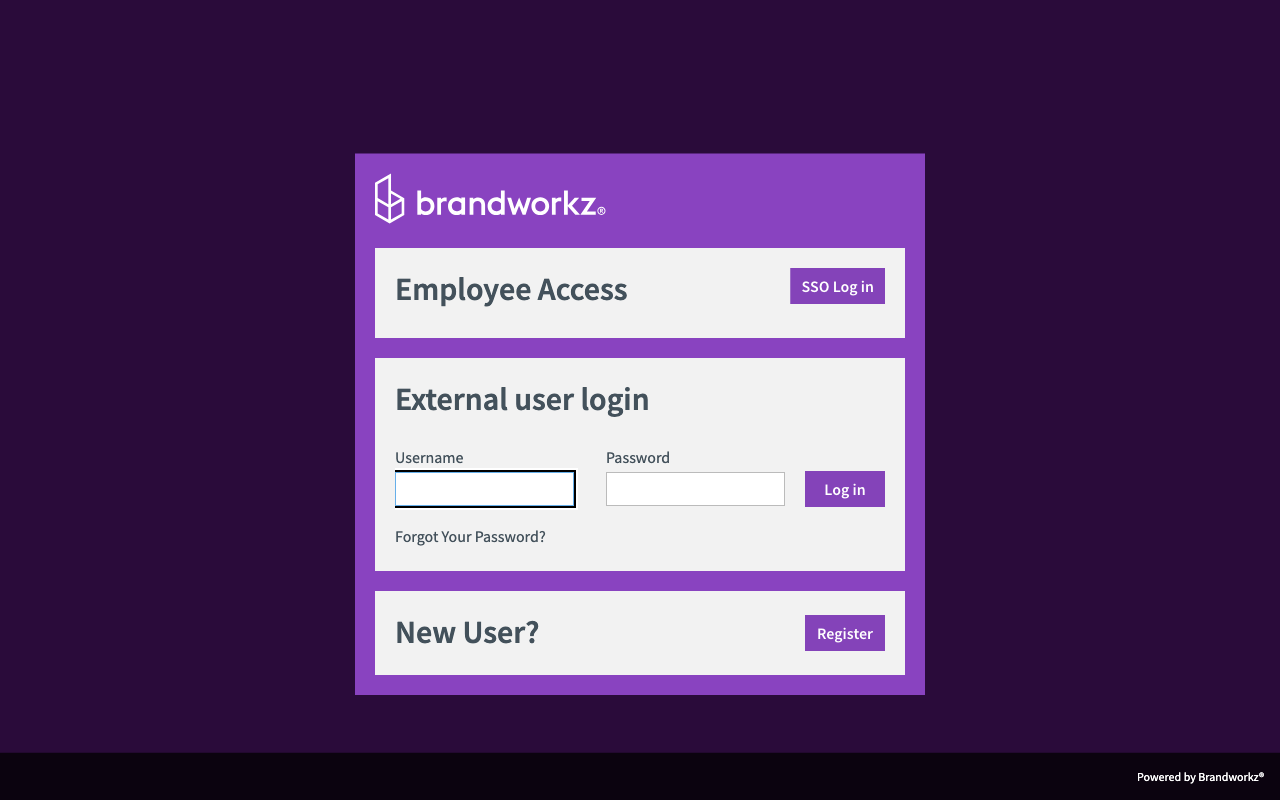 brandworkz®
Employee Access
SSO Log in
External user login
Username
Password
Log in
Forgot Your Password?
New User?
Register
Powered by Brandworkz®